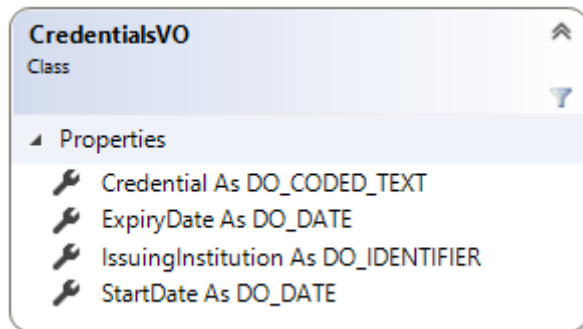 CredentialsVO
Class
Properties
Credential As DO_CODED_TEXT
ExpiryDate As DO_DATE
IssuingInstitution As DO_IDENTIFIER
StartDate As DO_DATE